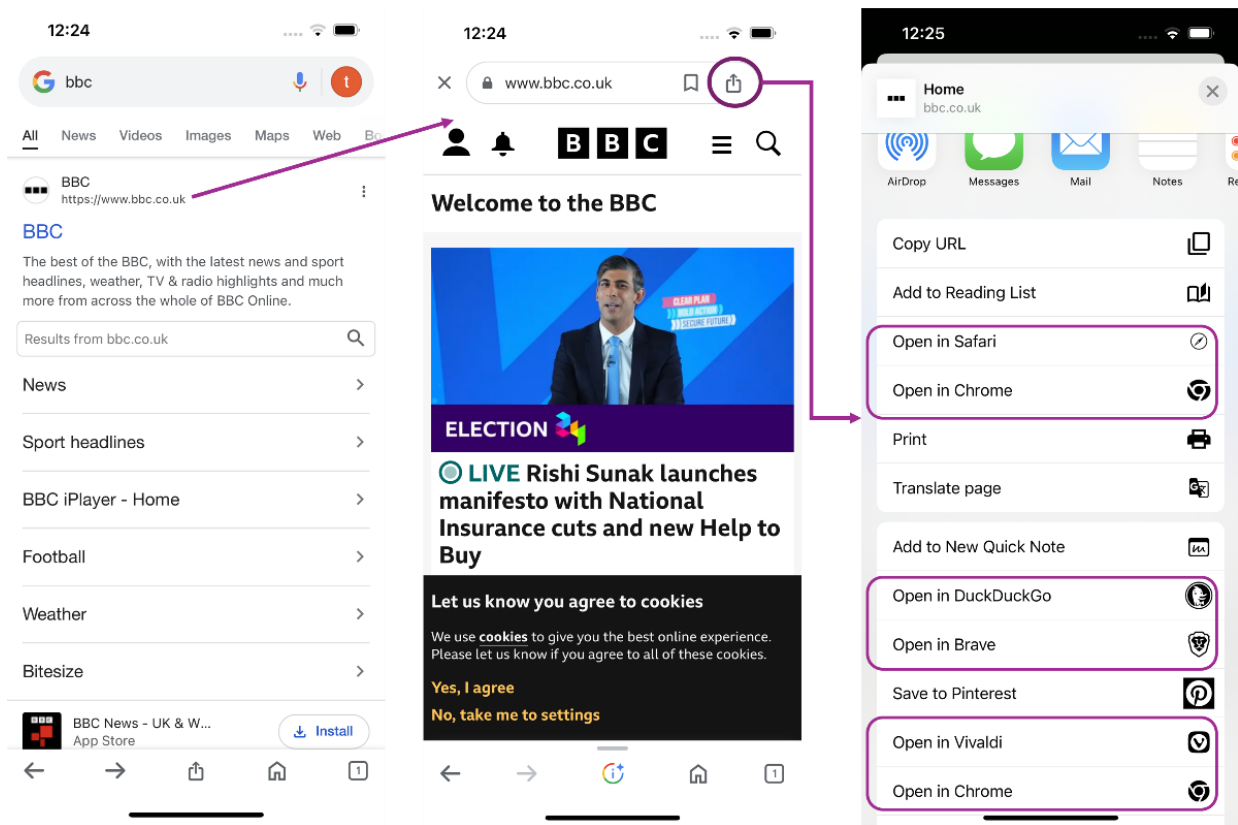 12:24
bbc
t
All News Videos Images Maps Web Bo
BBC
https://www.bbc.co.uk
BBC
The best of the BBC, with the latest news and sport
headlines, weather, TV & radio highlights and much
more from across the whole of BBC Online.
Results from bbc.co.uk
News
Sport headlines
BBC iPlayer - Home
Football
Weather
Bitesize
BBC
BBC News - UK & W...
App Store
Install
1
12:24
www.bbc.co.uk
BBC
Welcome to the BBC
CLEAR PLAN
BOLD ACTION
SECURE FUTURE
ELECTION 24
LIVE Rishi Sunak launches
manifesto with National
Insurance cuts and new Help to
Buy
Let us know you agree to cookies
We use cookies to give you the best online experience.
Please let us know if you agree to all of these cookies.
Yes, I agree
No, take me to settings
1
12:25
Home
bbc.co.uk
AirDrop Messages Mail Notes Re
Copy URL
Add to Reading List
Open in Safari
Open in Chrome
Print
Translate page
Add to New Quick Note
Open in DuckDuckGo
Open in Brave
Save to Pinterest
Open in Vivaldi
Open in Chrome